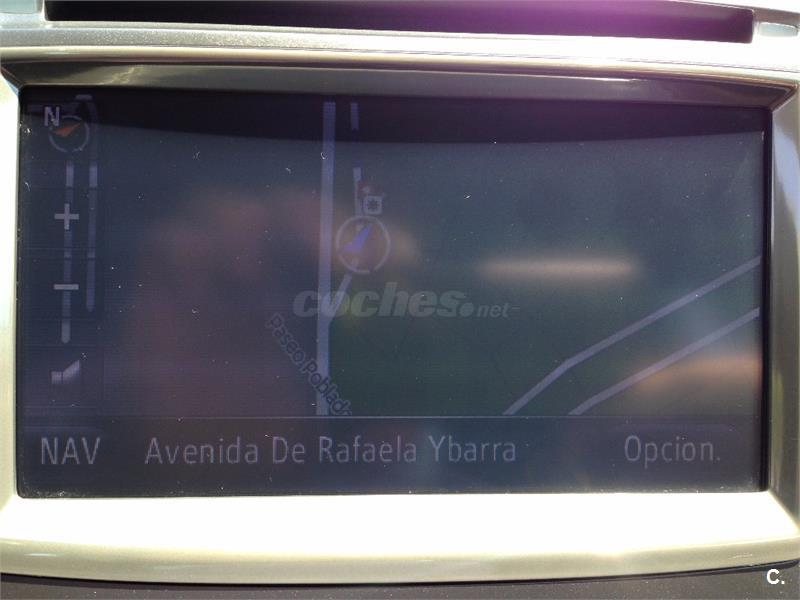 N
+
−
coches.net
Paseo Poblado
NAV
Avenida De Rafaela Ybarra
Opcion.
C.